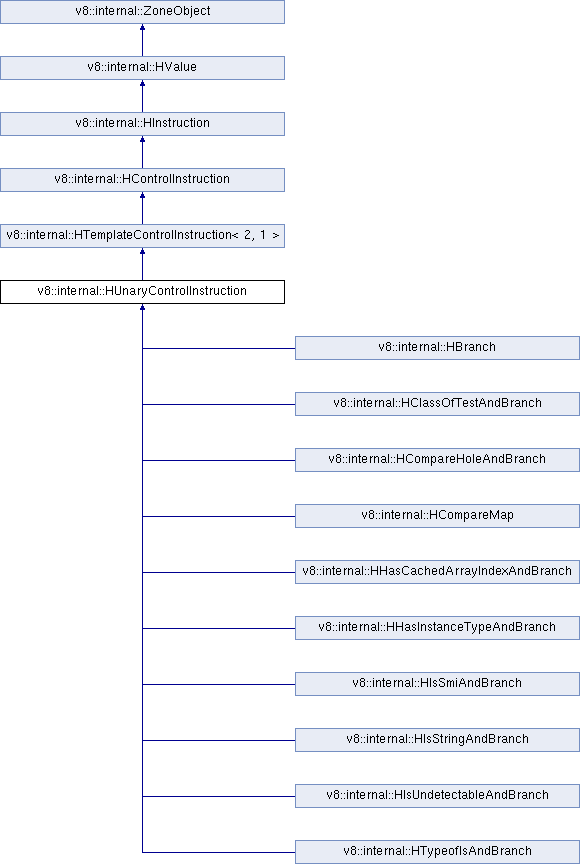 v8::internal::ZoneObject
v8::internal::HValue
v8::internal::HInstruction
v8::internal::HControlInstruction
v8::internal::HTemplateControlInstruction< 2, 1 >
v8::internal::HUnaryControlInstruction
v8::internal::HBranch
v8::internal::HClassOfTestAndBranch
v8::internal::HCompareHoleAndBranch
v8::internal::HCompareMap
v8::internal::HHasCachedArrayIndexAndBranch
v8::internal::HHasInstanceTypeAndBranch
v8::internal::HIsSmiAndBranch
v8::internal::HIsStringAndBranch
v8::internal::HIsUndetectableAndBranch
v8::internal::HTypeofIsAndBranch